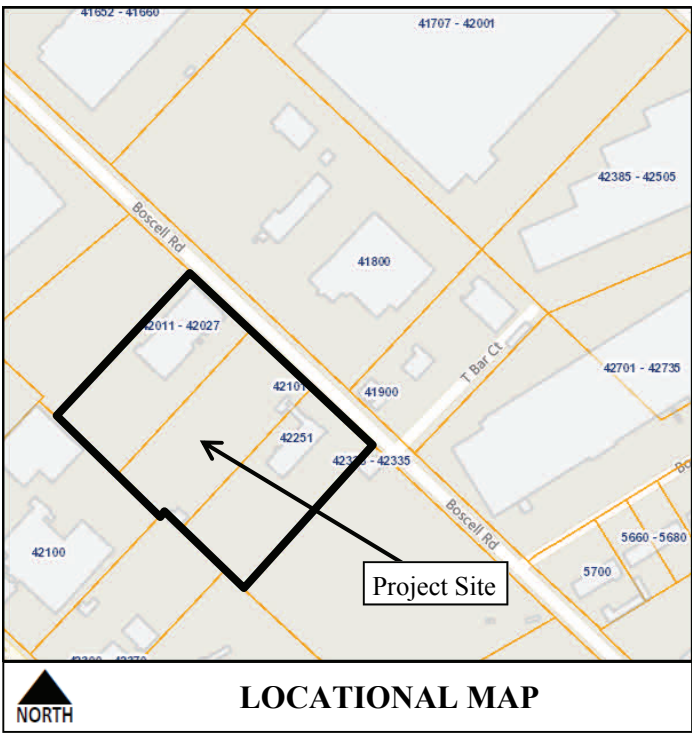 41652 - 41660
41707 - 42001
42385 - 42505
Boscell Rd
41800
42011 - 42027
T Bar Ct
42701 - 42735
42101
41900
42251
42335
Boscell Rd
5660 - 5680
42100
5700
Project Site
LOCATIONAL MAP
NORTH